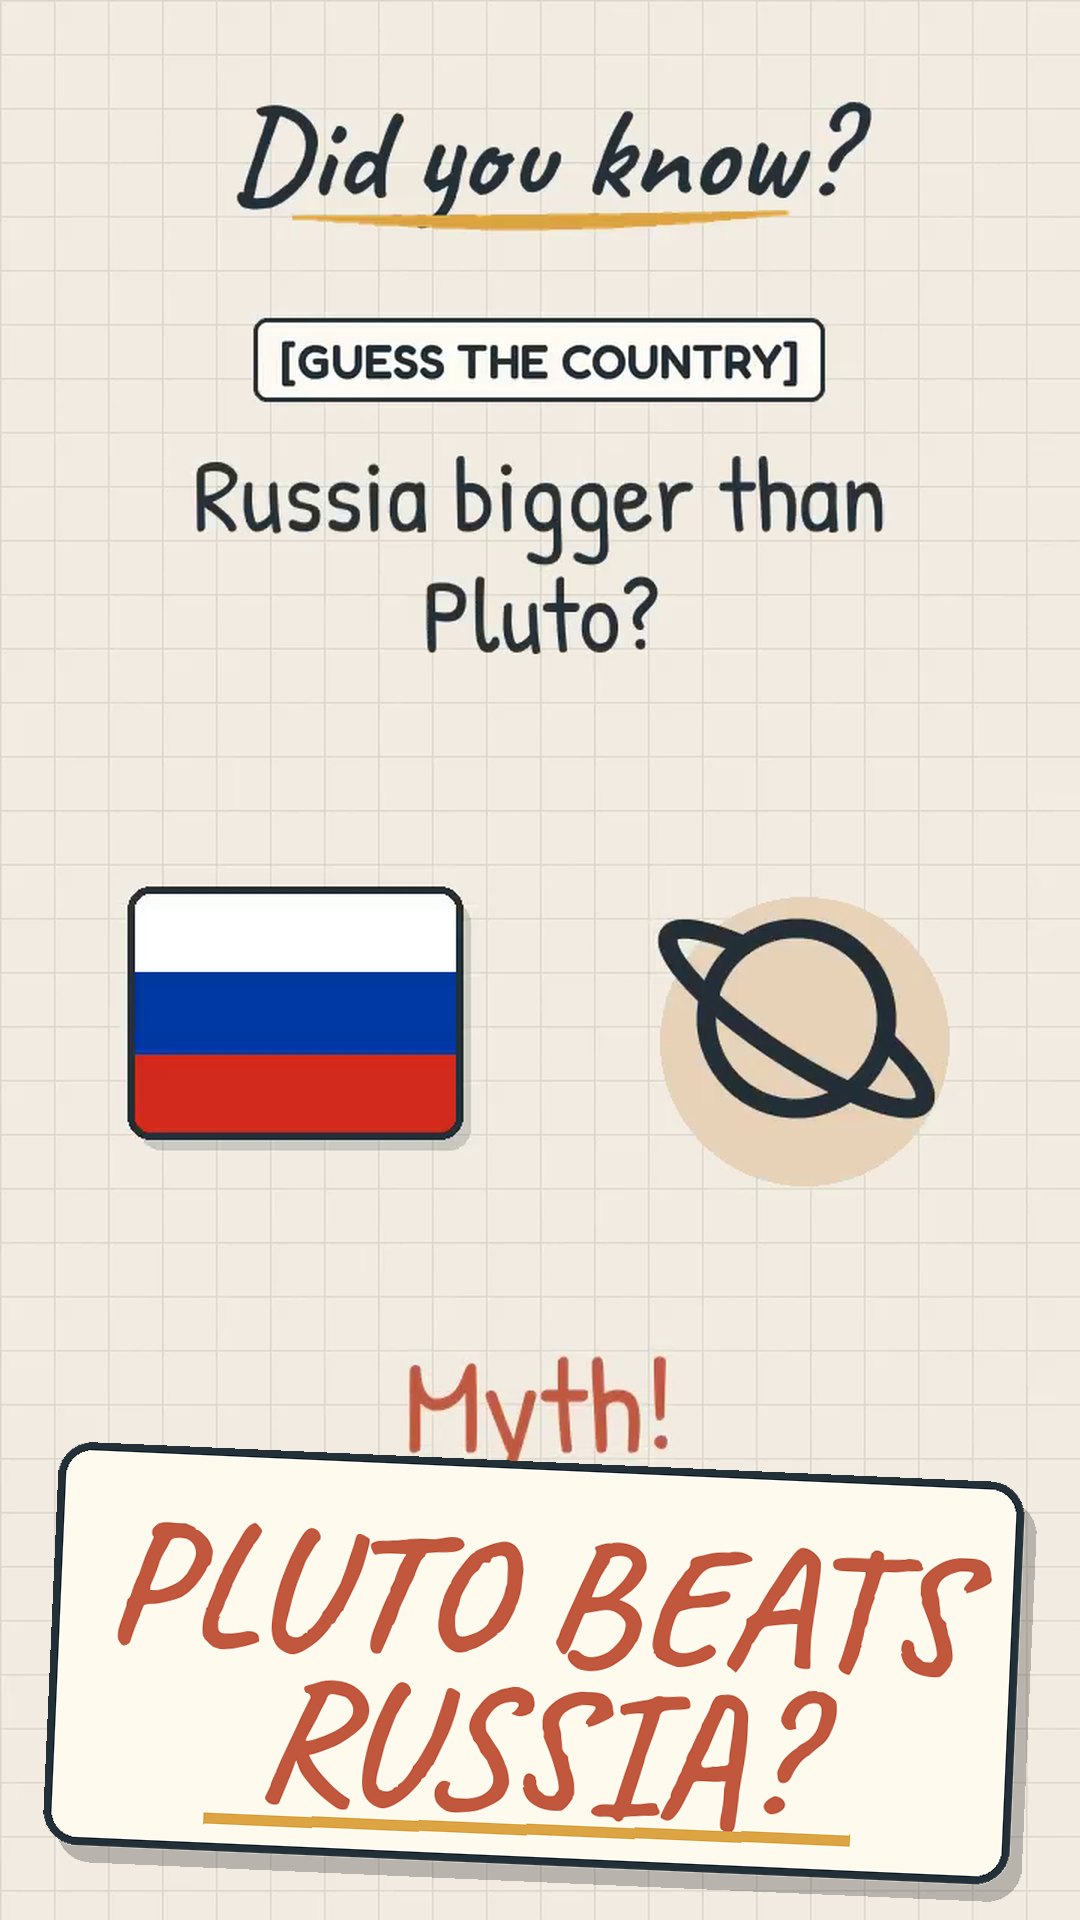 Did you know?
[GUESS THE COUNTRY]
Russia bigger than
Pluto?
Myth!
PLUTO BEATS
RUSSIA?